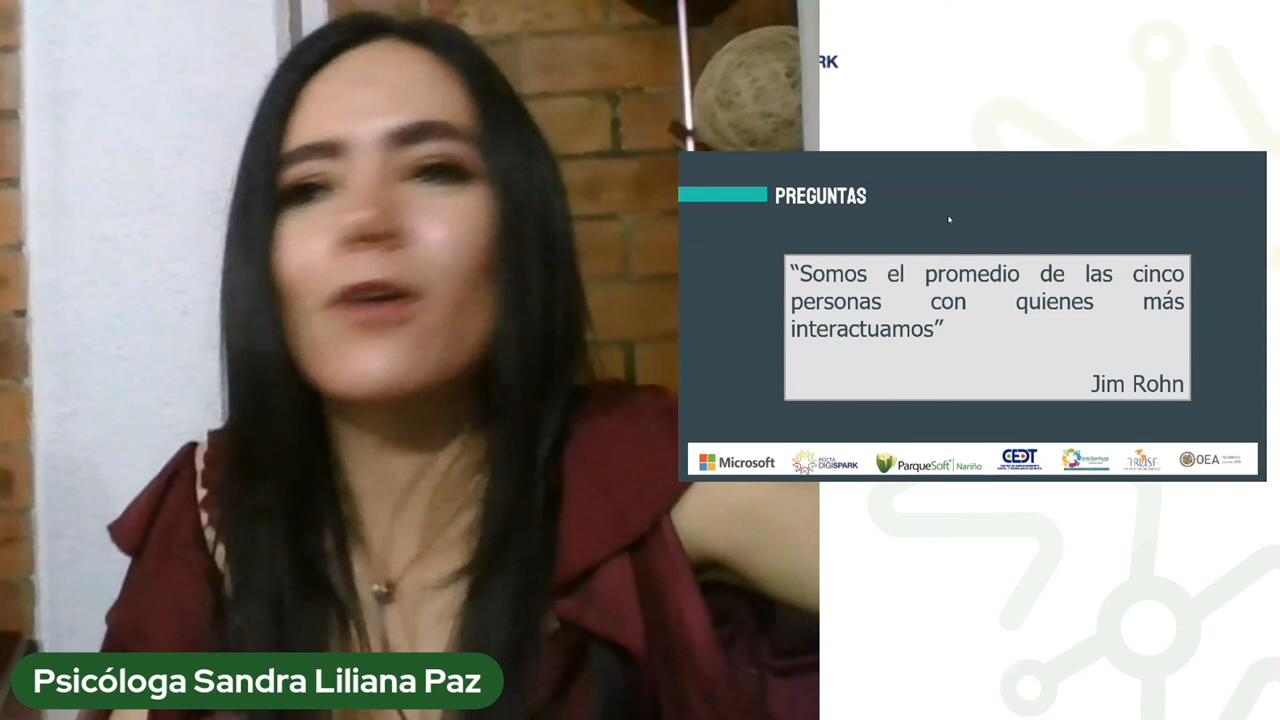 RK
PREGUNTAS
“Somos el promedio de las cinco
personas con quienes más
interactuamos”
Jim Rohn
Microsoft
DIGISPARK
ParqueSoft | Nariño
OEA
Psicóloga Sandra Liliana Paz